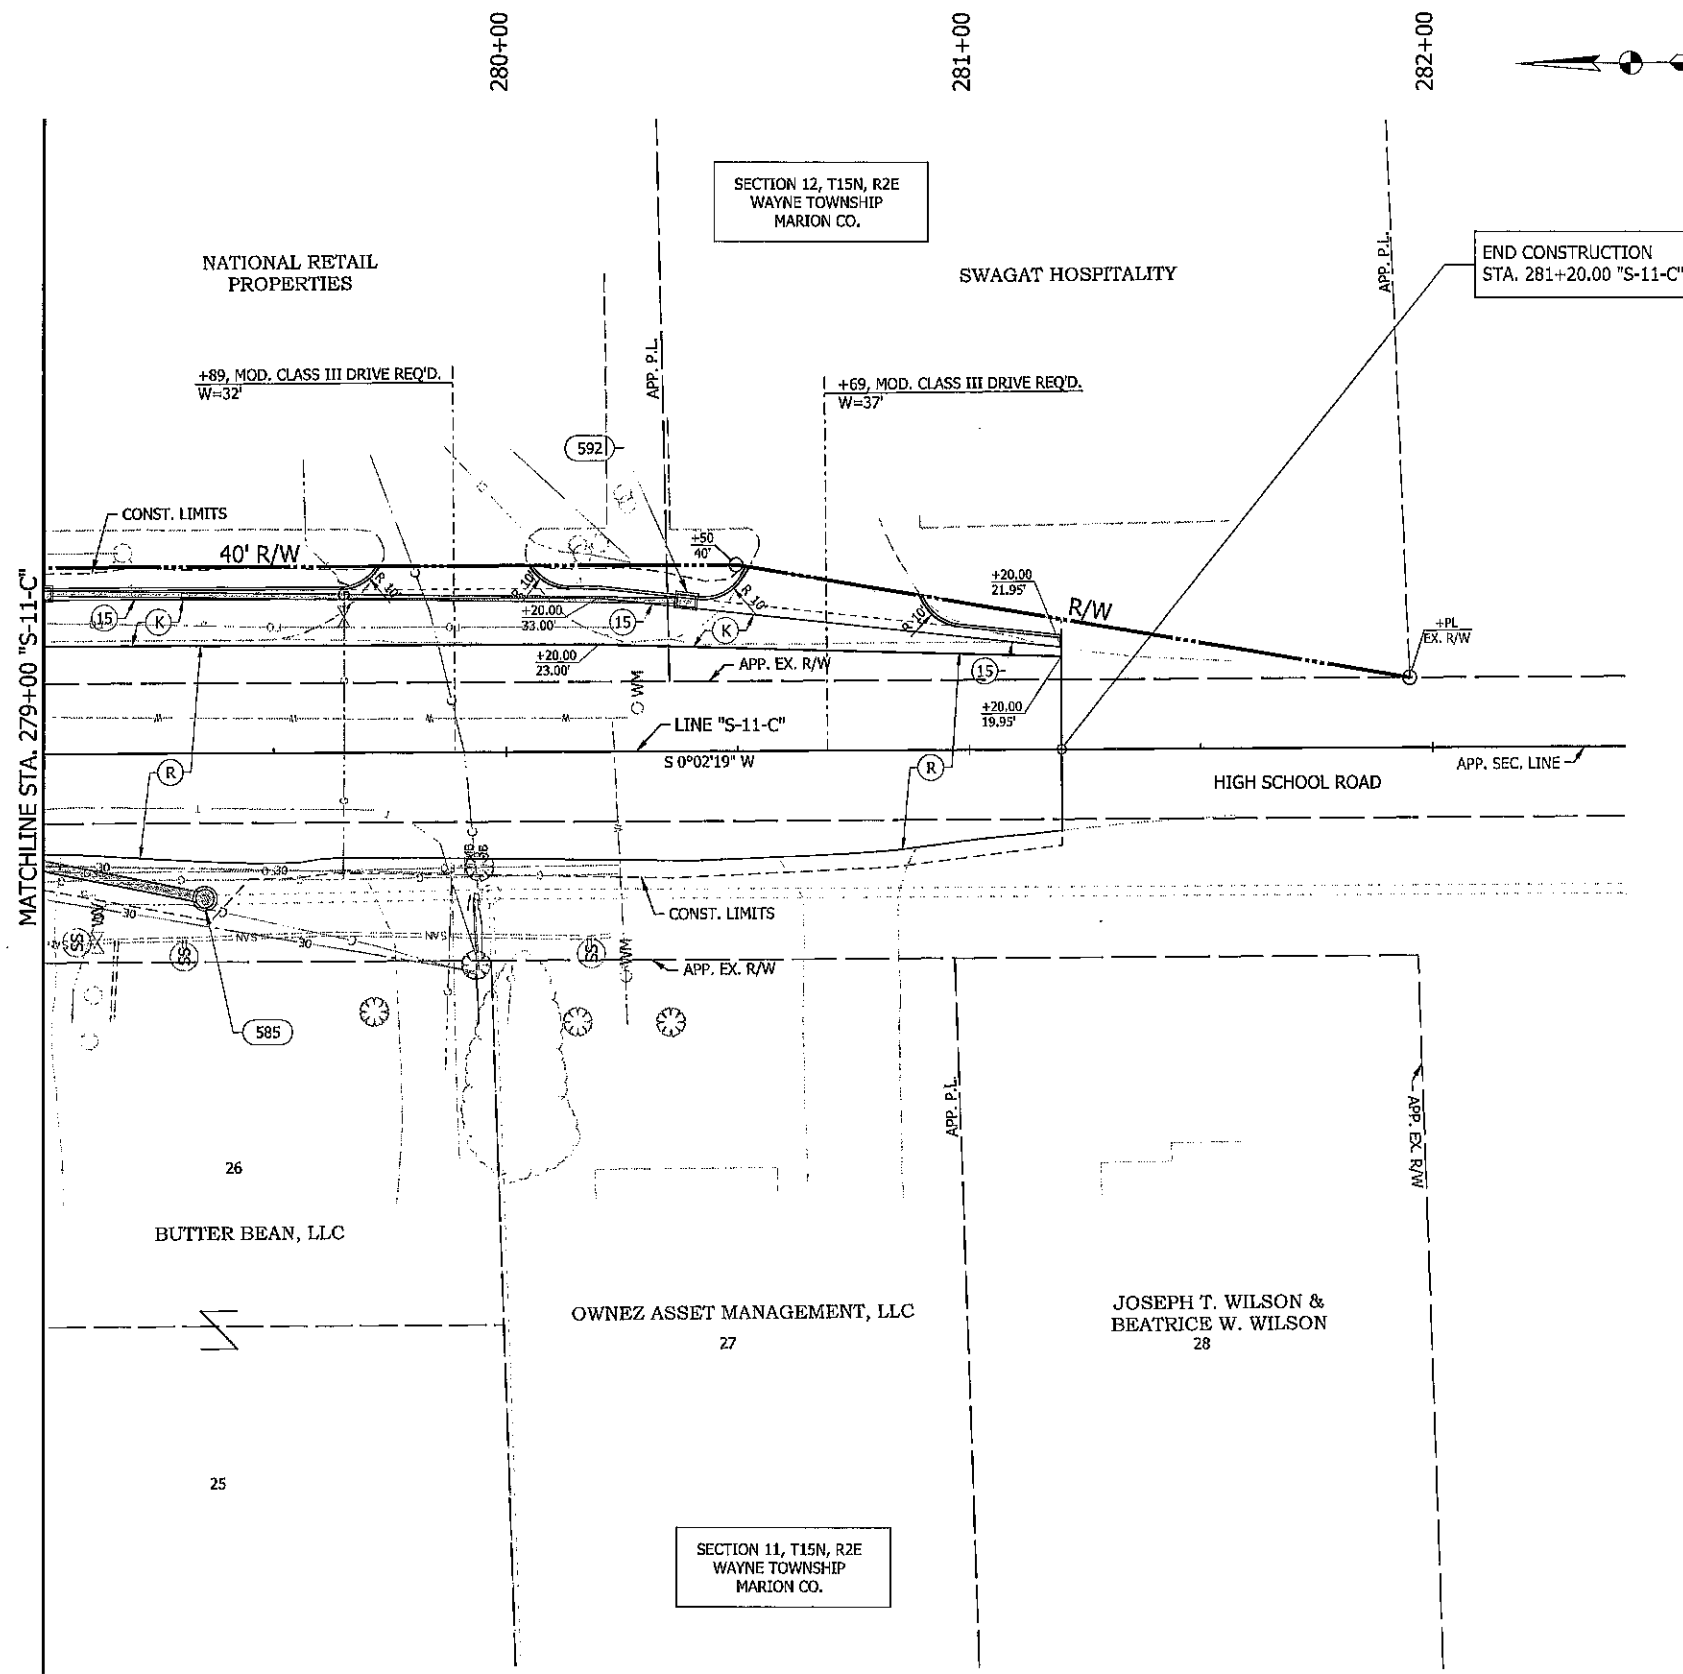 280+00
281+00
282+00
SECTION 12, T15N, R2E
WAYNE TOWNSHIP
MARION CO.
NATIONAL RETAIL
PROPERTIES
SWAGAT HOSPITALITY
APP. P.L.
END CONSTRUCTION
STA. 281+20.00 "S-11-C"
+89, MOD. CLASS III DRIVE REQ'D.
W=32'
APP. P.L.
+69, MOD. CLASS III DRIVE REQ'D.
W=37'
592
CONST. LIMITS
40' R/W
+50
40'
R 10'
R 10'
R 10'
R 10'
+20.00
21.95'
R/W
15
K
+20.00
33.00'
15
K
+PL
EX. R/W
+20.00
23.00'
APP. EX. R/W
15
WM
+20.00
19.95'
MATCHLINE STA. 279+00 "S-11-C"
LINE "S-11-C"
S 0°02'19" W
R
R
APP. SEC. LINE
HIGH SCHOOL ROAD
CONST. LIMITS
OE
SAN
OE
SAN
SS
SS
SS
WM
APP. EX. R/W
585
APP. P.L.
APP. EX. R/W
26
BUTTER BEAN, LLC
OWNEZ ASSET MANAGEMENT, LLC
27
JOSEPH T. WILSON &
BEATRICE W. WILSON
28
25
SECTION 11, T15N, R2E
WAYNE TOWNSHIP
MARION CO.